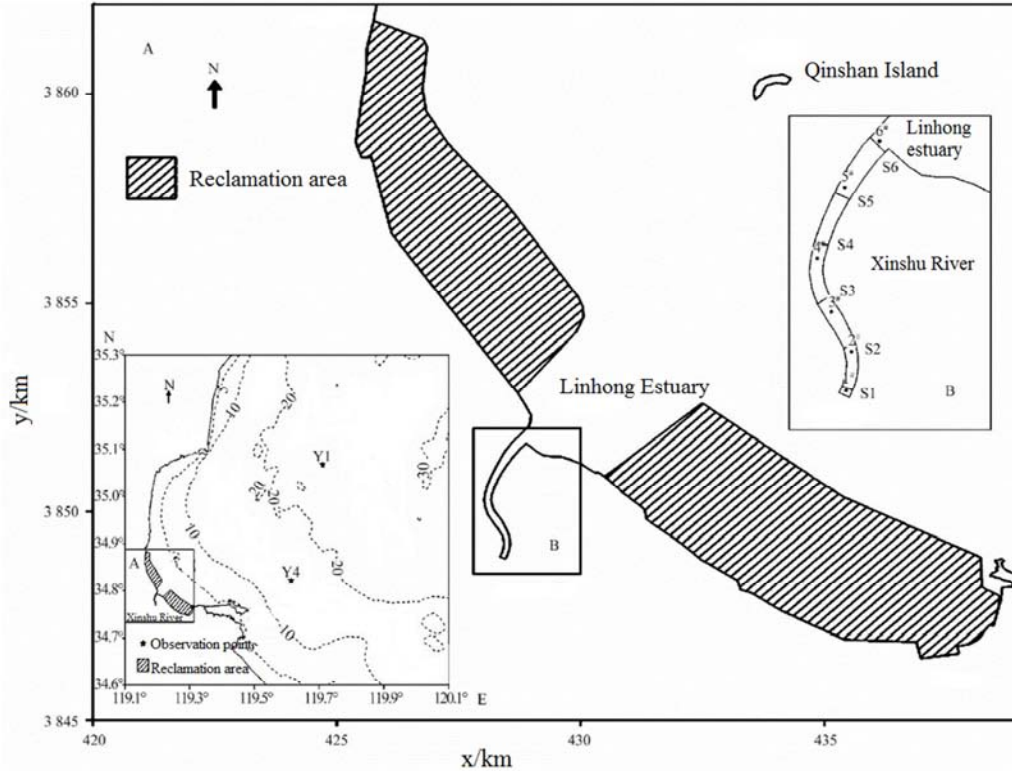 A
N
Reclamation area
Qinshan Island
3 860
3 855
3 850
3 845
y/km
420
425
430
435
x/km
Linhong Estuary
B
Linhong
estuary
Xinshu River
6#
S6
5#
S5
4#
S4
3#
S3
2#
S2
S1
B
N
35.3°
35.2°
35.1°
35.0°
34.9°
34.8°
34.7°
34.6°
119.1°
119.3°
119.5°
119.7°
119.9°
120.1°
E
N
5
10
20
20
20
30
10
20
10
Y1
Y4
A
Xinshu River
Observation point
Reclamation area